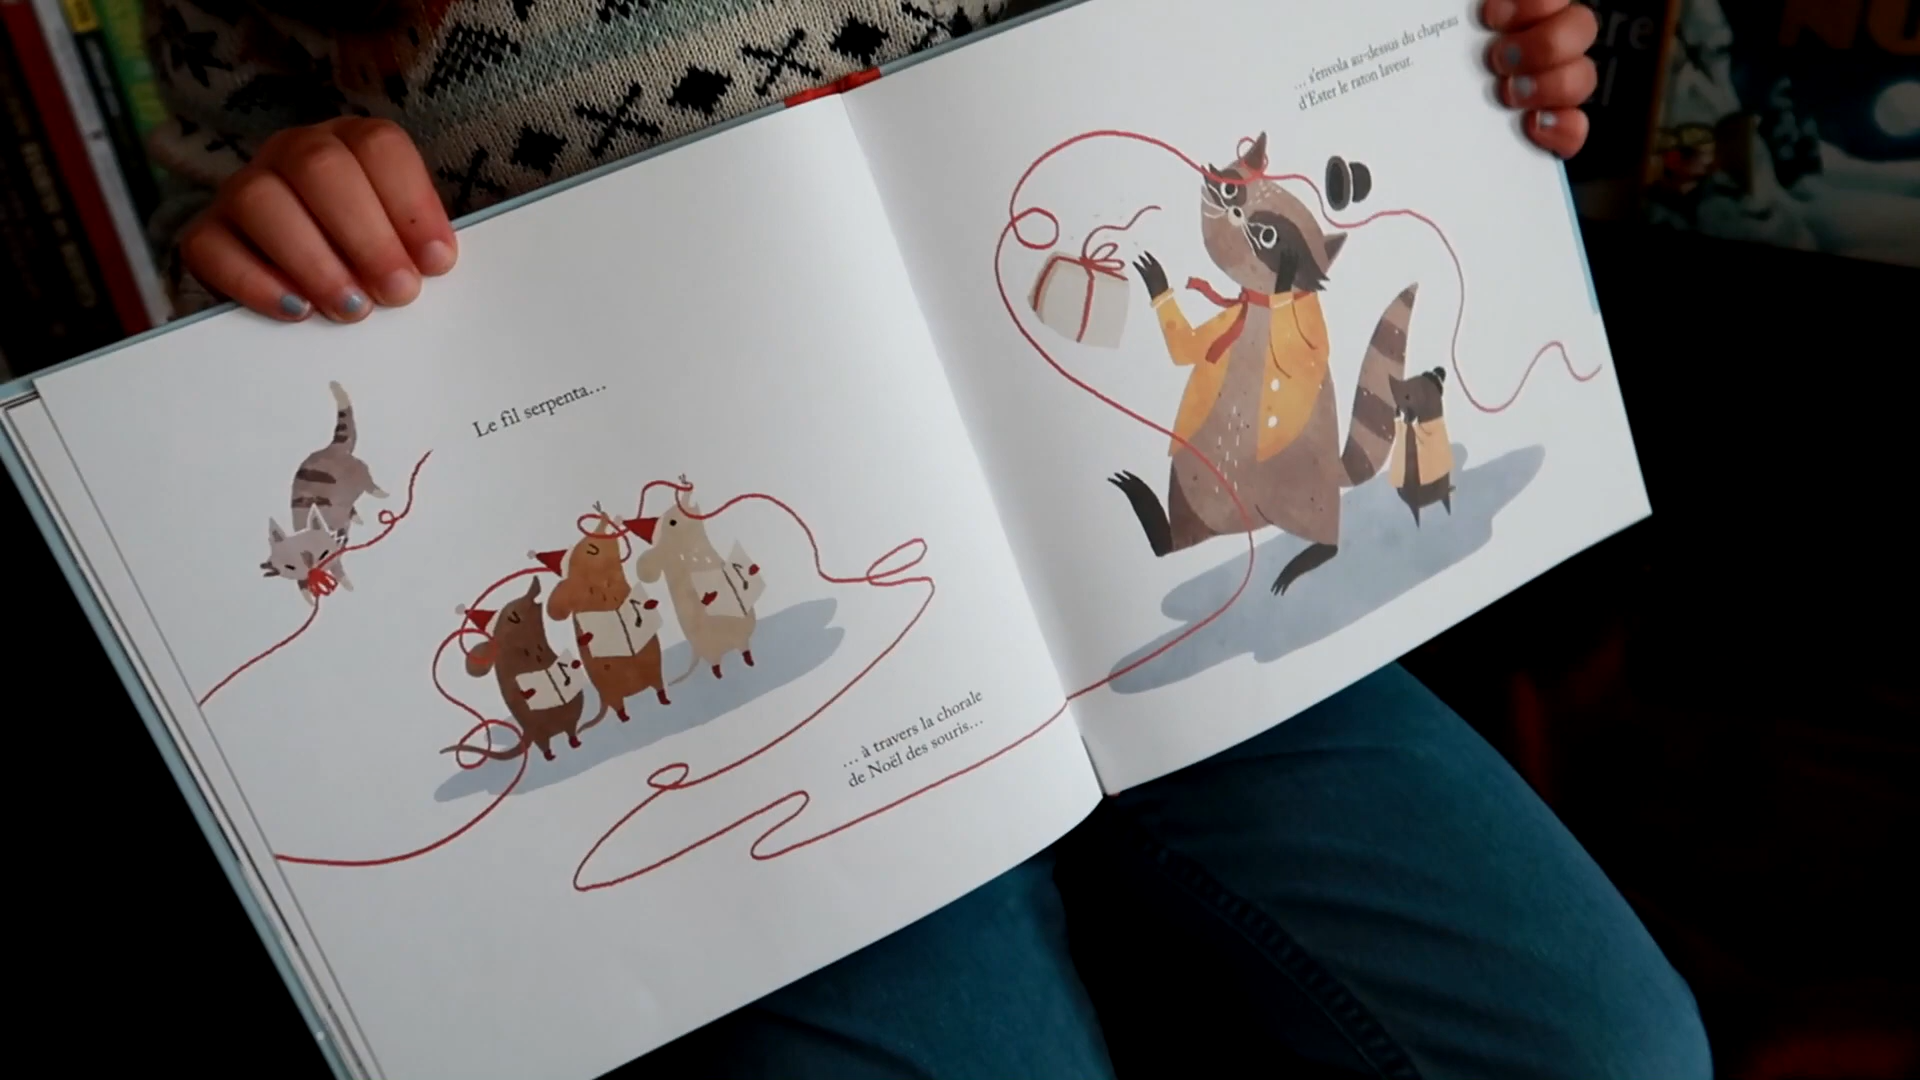 Le fil serpenta…
… à travers la chorale
de Noël des souris…
… s'envola au-dessus du chapeau
d'Ester le raton laveur.